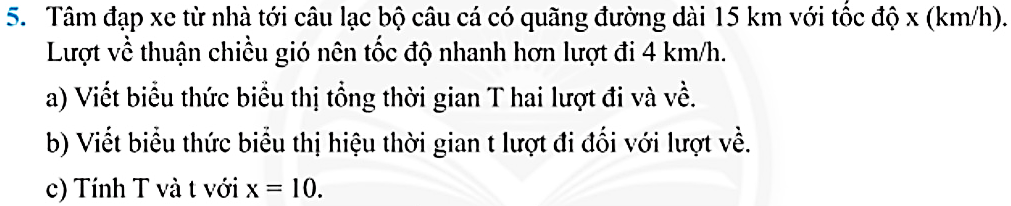 5. Tâm đạp xe từ nhà tới câu lạc bộ câu cá có quãng đường dài 15 km với tốc độ x (km/h).
Lượt về thuận chiều gió nên tốc độ nhanh hơn lượt đi 4 km/h.
a) Viết biểu thức biểu thị tổng thời gian T hai lượt đi và về.
b) Viết biểu thức biểu thị hiệu thời gian t lượt đi đối với lượt về.
c) Tính T và t với x = 10.